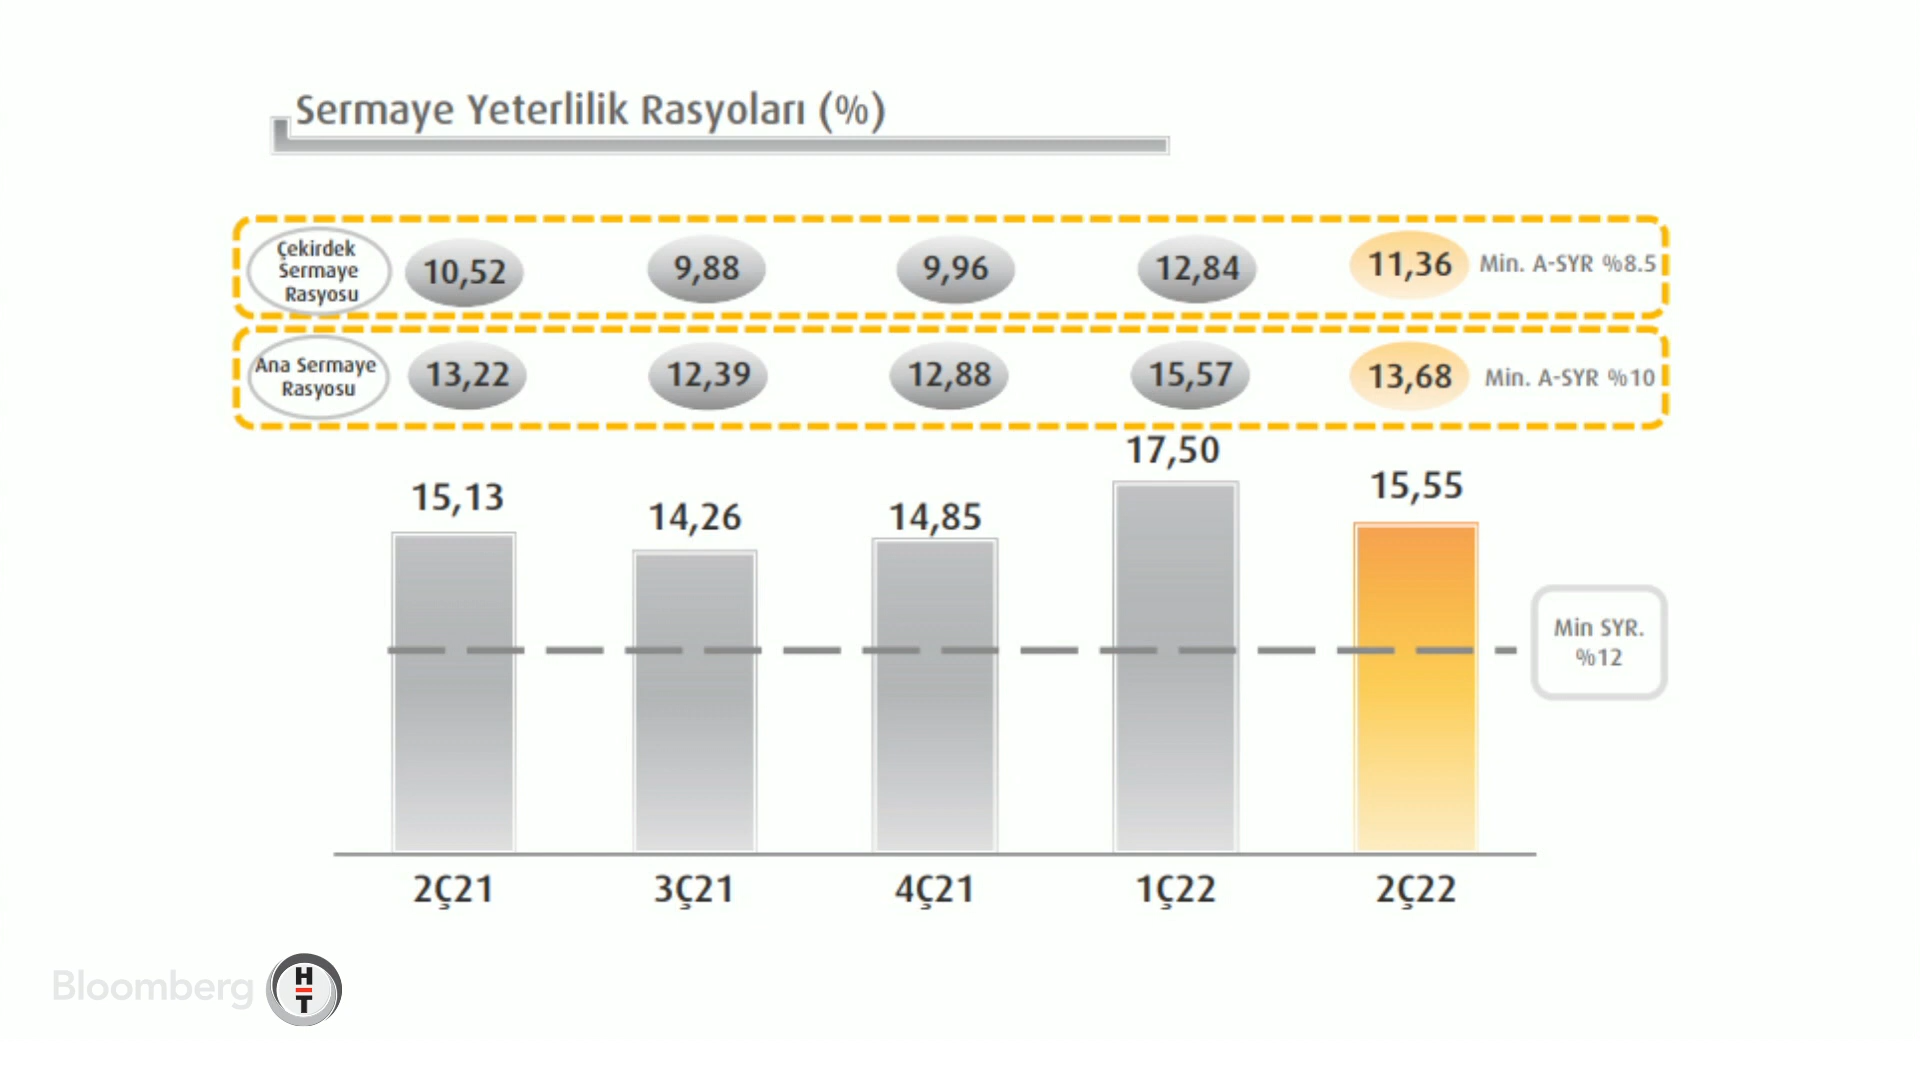 Sermaye Yeterlilik Rasyoları (%)
Çekirdek
Sermaye
Rasyosu
10,52
9,88
9,96
12,84
11,36
Min. A-SYR %8.5
Ana Sermaye
Rasyosu
13,22
12,39
12,88
15,57
13,68
Min. A-SYR %10
15,13
14,26
14,85
17,50
15,55
Min SYR.
%12
2Ç21
3Ç21
4Ç21
1Ç22
2Ç22
Bloomberg
H
T